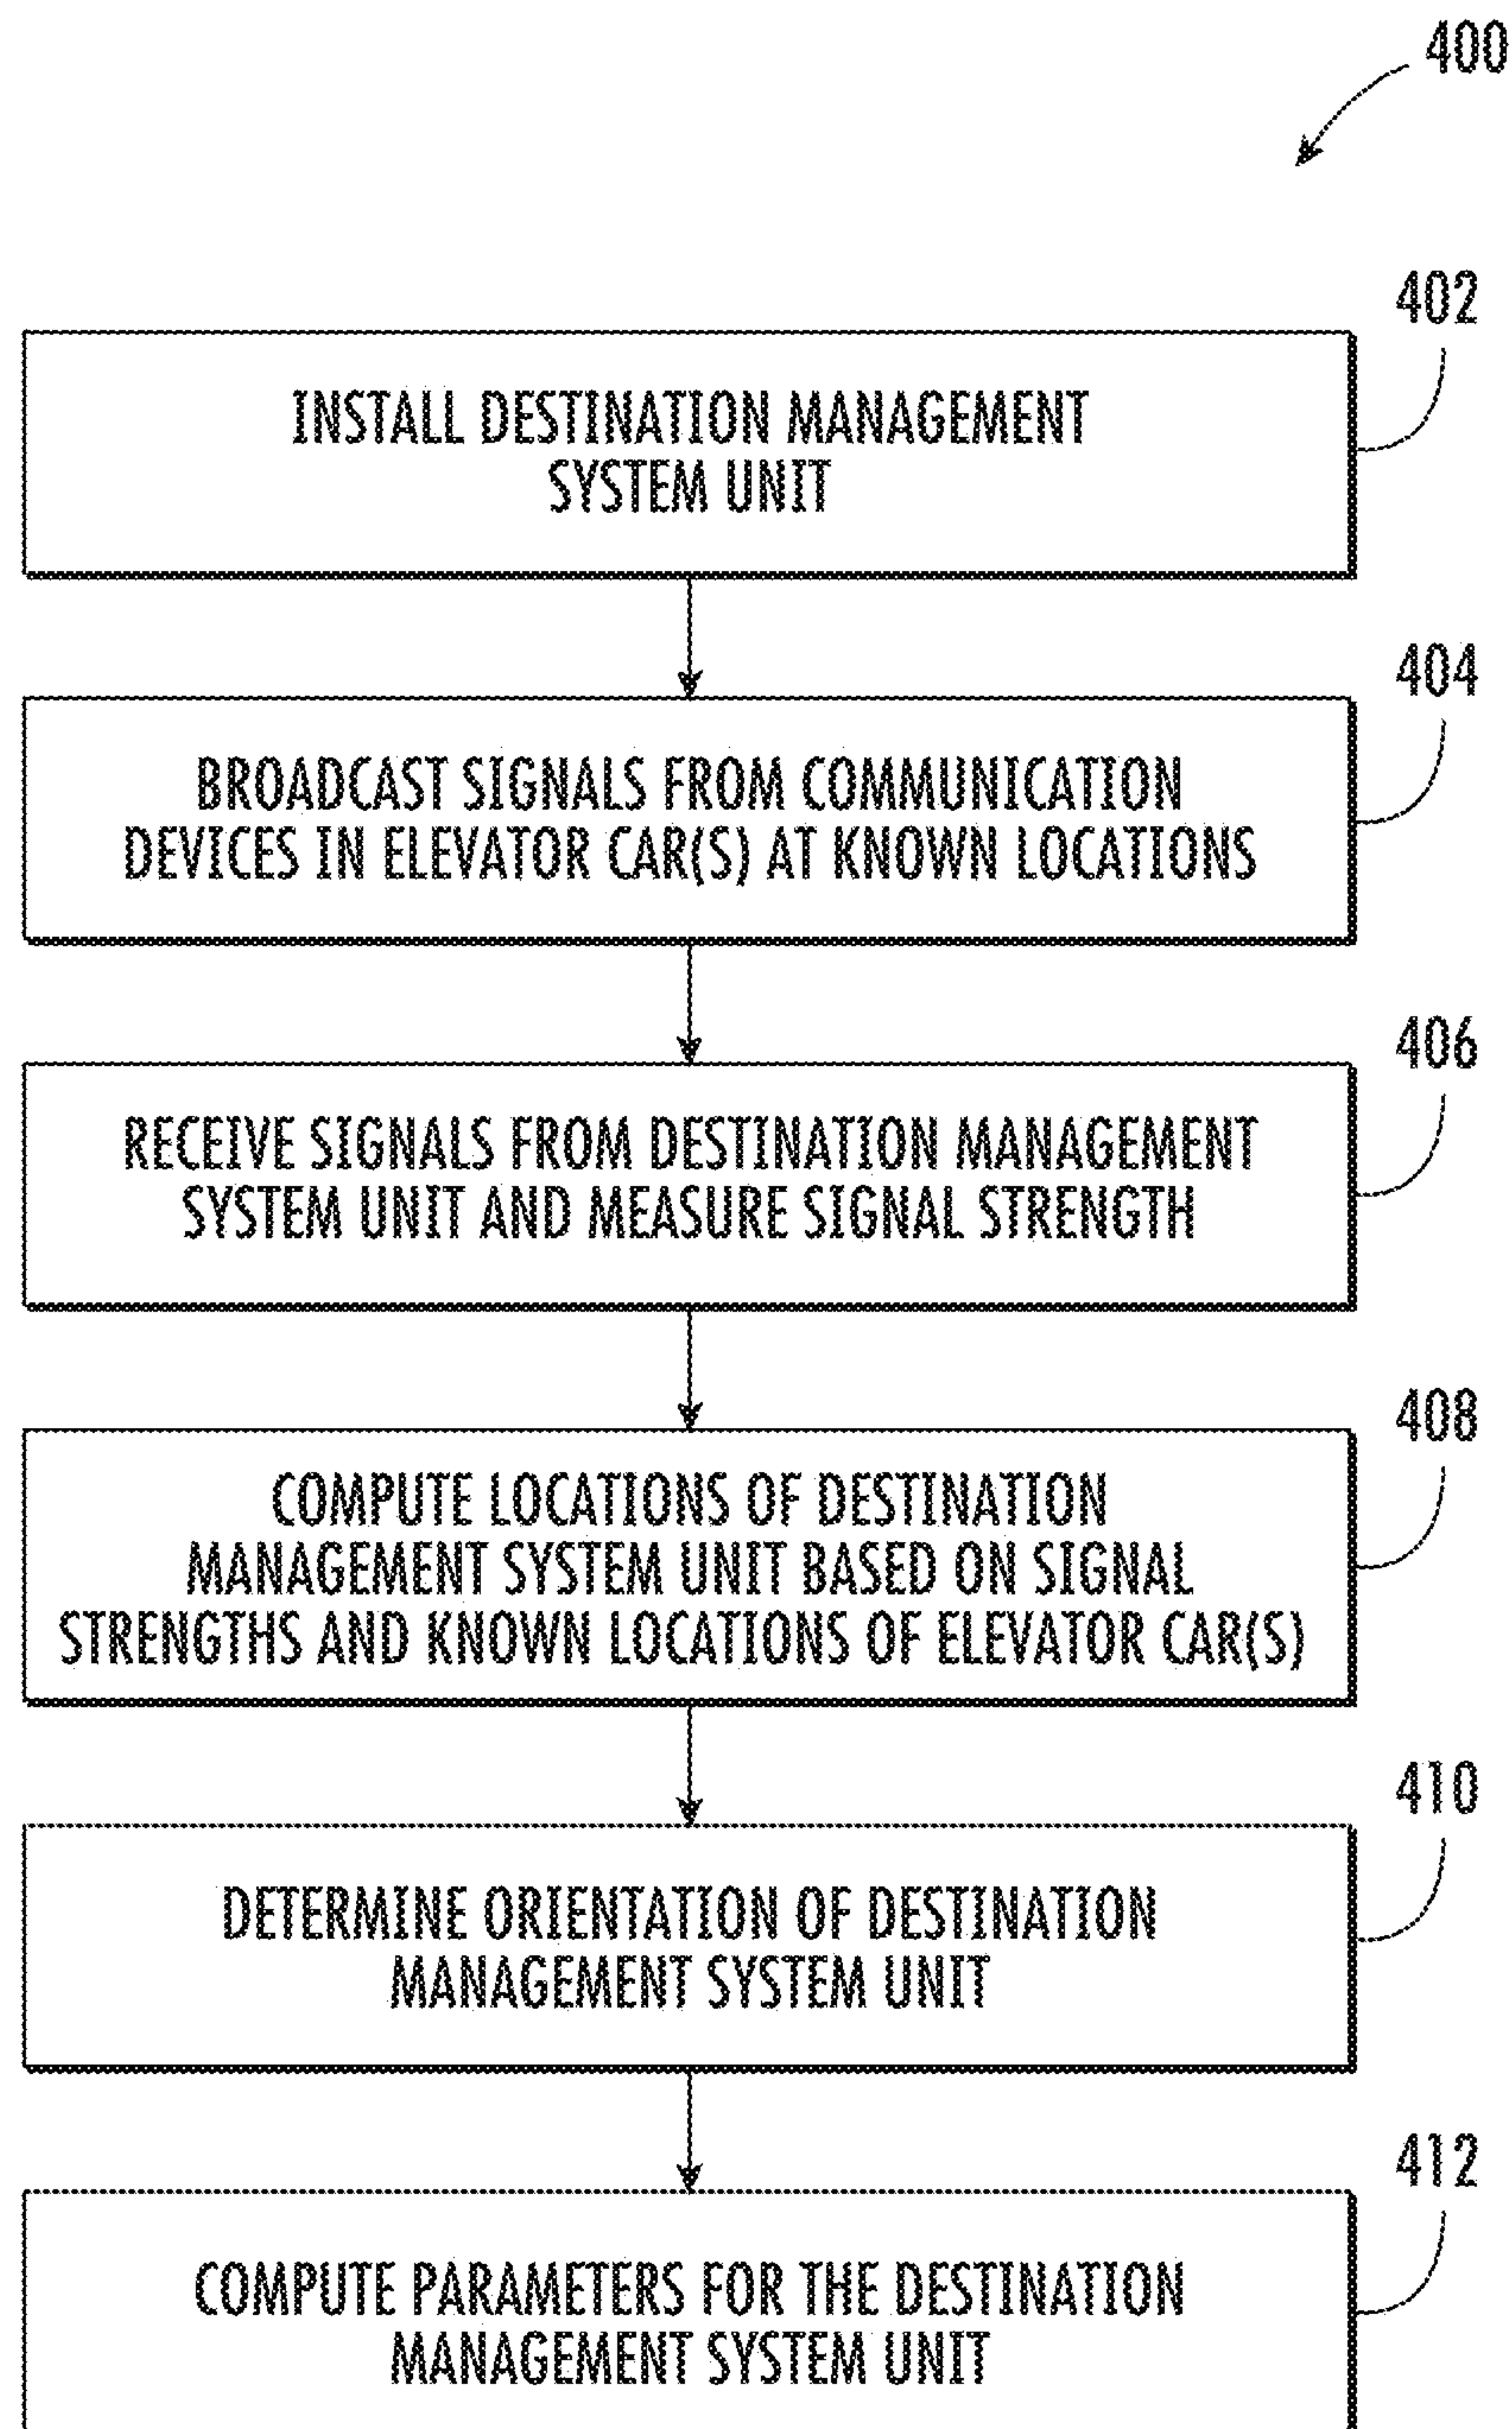 400
402
INSTALL DESTINATION MANAGEMENT
SYSTEM UNIT
404
BROADCAST SIGNALS FROM COMMUNICATION
DEVICES IN ELEVATOR CAR(S) AT KNOWN LOCATIONS
406
RECEIVE SIGNALS FROM DESTINATION MANAGEMENT
SYSTEM UNIT AND MEASURE SIGNAL STRENGTH
408
COMPUTE LOCATIONS OF DESTINATION
MANAGEMENT SYSTEM UNIT BASED ON SIGNAL
STRENGTHS AND KNOWN LOCATIONS OF ELEVATOR CAR(S)
410
DETERMINE ORIENTATION OF DESTINATION
MANAGEMENT SYSTEM UNIT
412
COMPUTE PARAMETERS FOR THE DESTINATION
MANAGEMENT SYSTEM UNIT